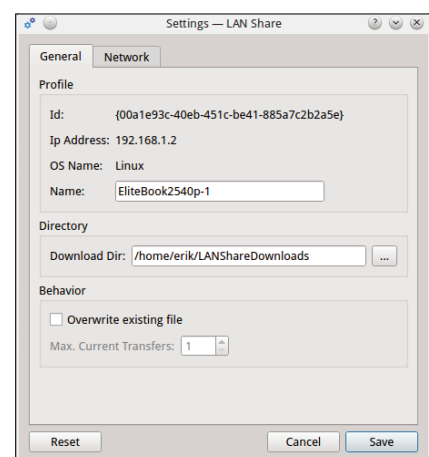 Settings — LAN Share
General Network
Profile
Id: {00a1e93c-40eb-451c-be41-885a7c2b2a5e}
Ip Address: 192.168.1.2
OS Name: Linux
Name: EliteBook2540p-1
Directory
Download Dir: /home/erik/LANShareDownloads ...
Behavior
Overwrite existing file
Max. Current Transfers: 1
Reset Cancel Save